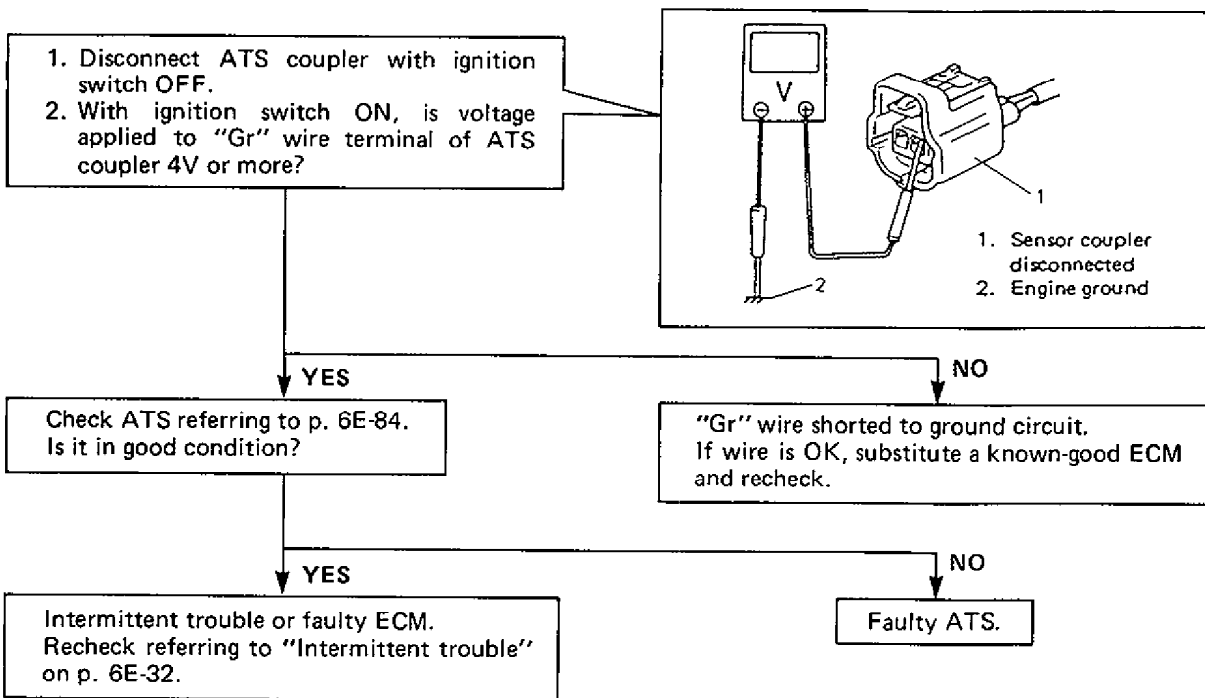 1. Disconnect ATS coupler with ignition
switch OFF.
2. With ignition switch ON, is voltage
applied to "Gr" wire terminal of ATS
coupler 4V or more?
V
1
2
1. Sensor coupler
disconnected
2. Engine ground
YES
NO
Check ATS referring to p. 6E-84.
Is it in good condition?
"Gr" wire shorted to ground circuit.
If wire is OK, substitute a known-good ECM
and recheck.
YES
NO
Intermittent trouble or faulty ECM.
Recheck referring to "Intermittent trouble"
on p. 6E-32.
Faulty ATS.